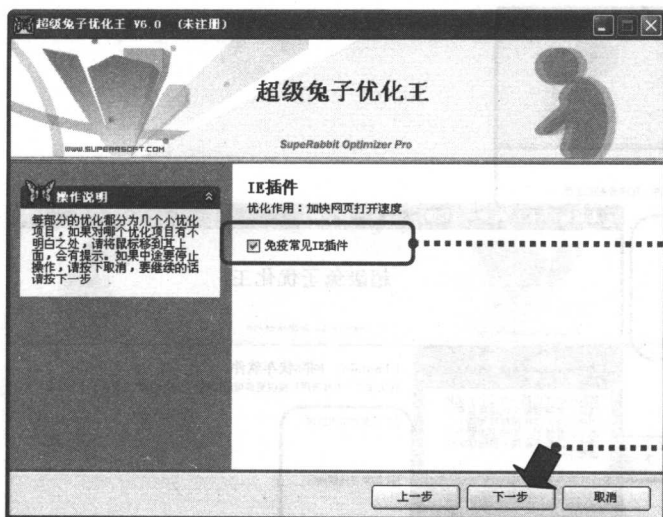 超级兔子优化王 V6.0 (未注册)
超级兔子优化王
WWW.SUPERRSOFT.COM
SupeRabbit Optimizer Pro
操作说明
每部分的优化都分为几个小优化
项目，如果对哪个优化项目有不
明白之处，请将鼠标移到其上
面，会有提示。如果中途要停止
操作，请按下取消，要继续的话
请按下一步
IE插件
优化作用：加快网页打开速度
免疫常见IE插件
上一步
下一步
取消